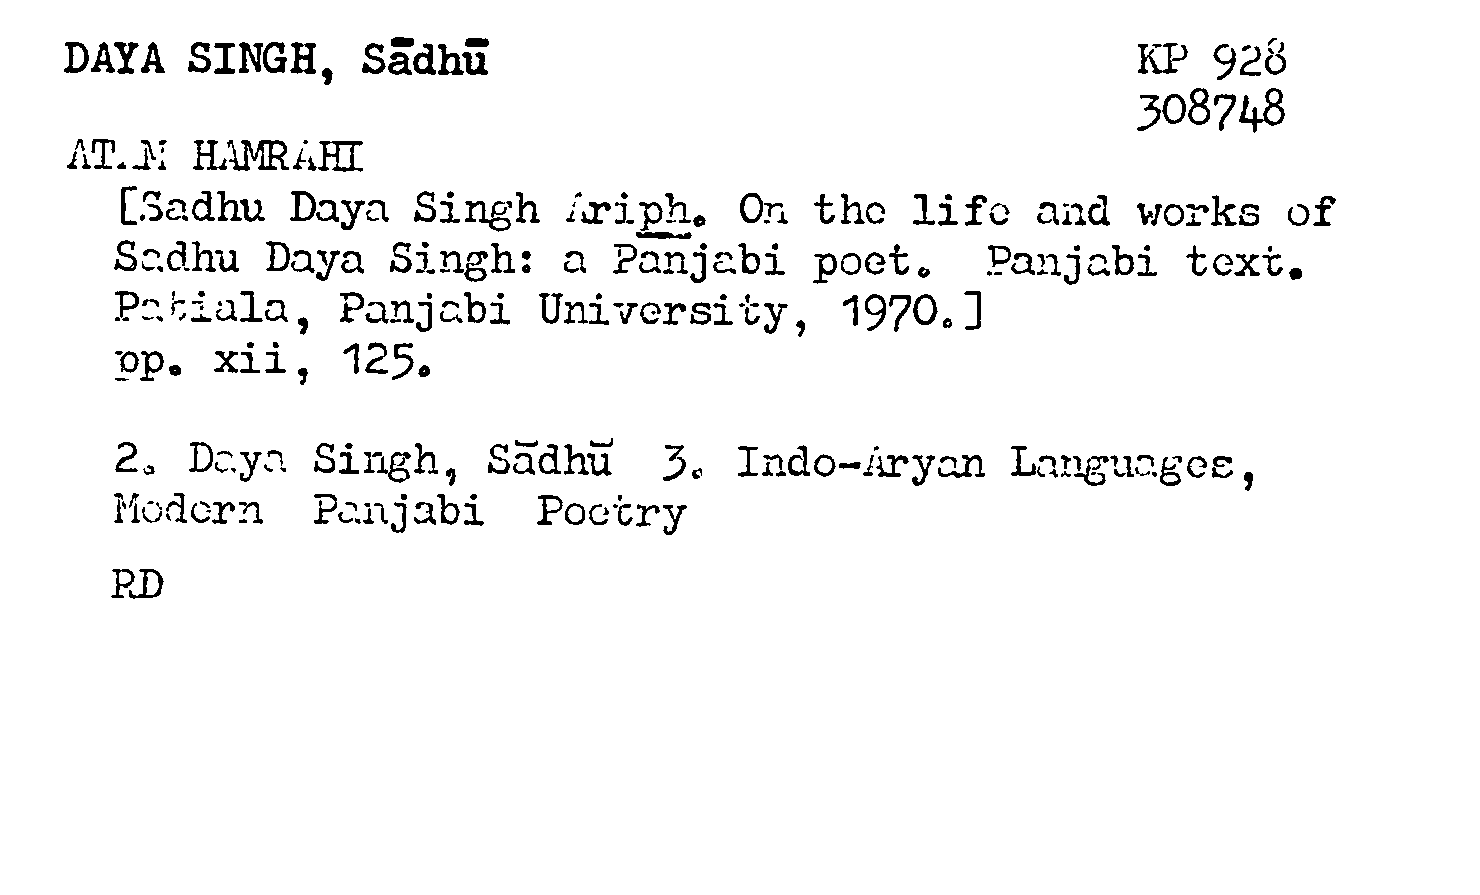 DAYA SINGH, Sādhū
KP 928
308748
HAMRAHI
[Sadhu Daya Singh Ariph. On the life and works of
Sadhu Daya Singh: a Panjabi poet. Panjabi text.
Patiala, Panjabi University, 1970.]
pp. xii, 125.
2. Daya Singh, Sādhū 3. Indo-Aryan Languages,
Modern Panjabi Poetry
RD